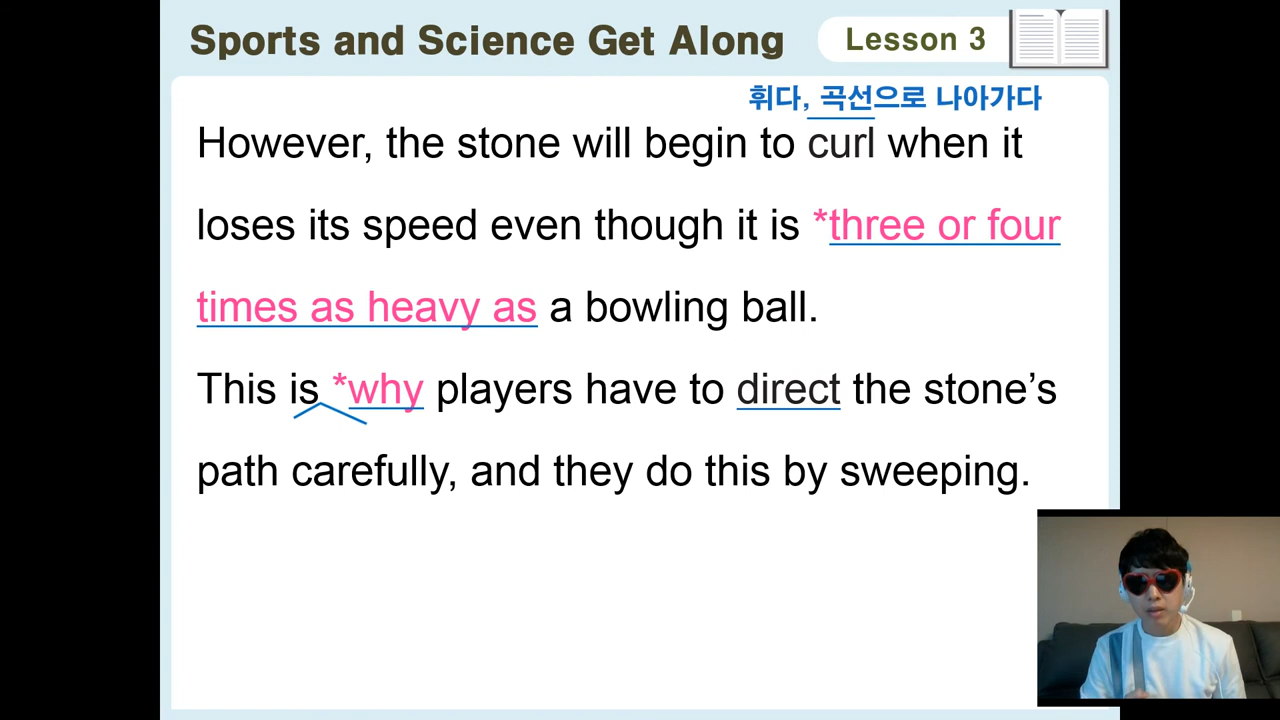 Sports and Science Get Along
Lesson 3
휘다, 곡선으로 나아가다
However, the stone will begin to curl when it
loses its speed even though it is *three or four
times as heavy as a bowling ball.
This is *why players have to direct the stone’s
path carefully, and they do this by sweeping.